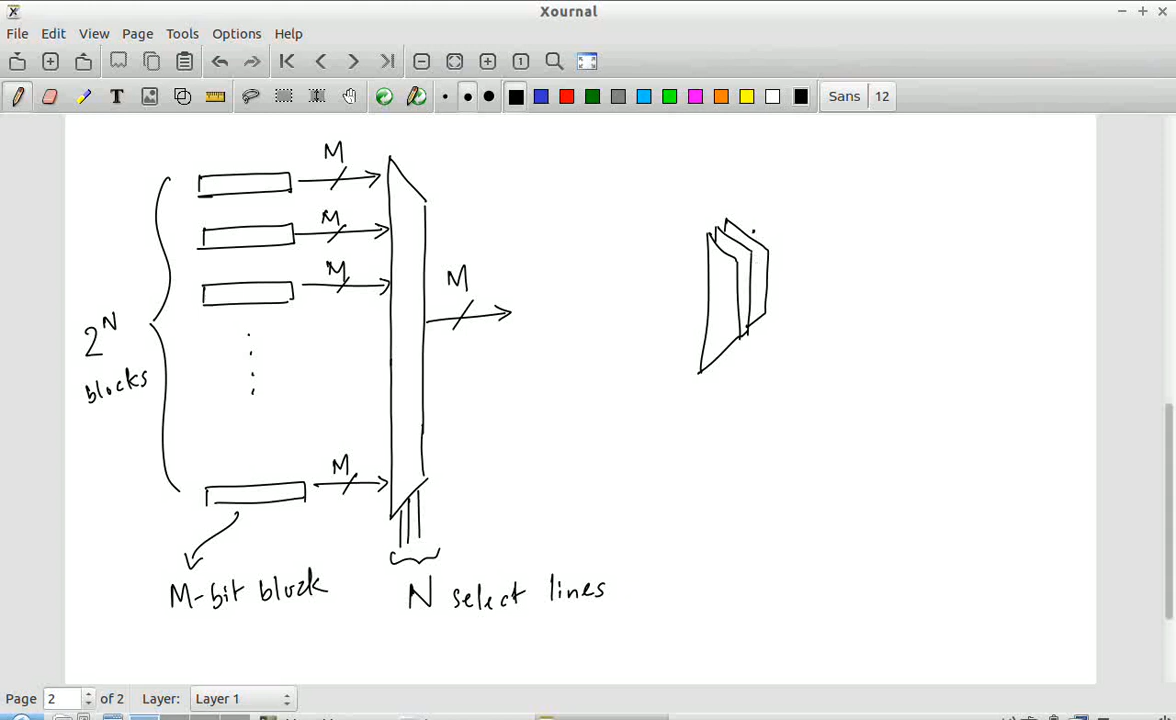 Xournal
File Edit View Page Tools Options Help
Sans 12
M
M
M
M
2^N
blocks
M
M-bit block
N select lines
Page 2 of 2 Layer: Layer 1